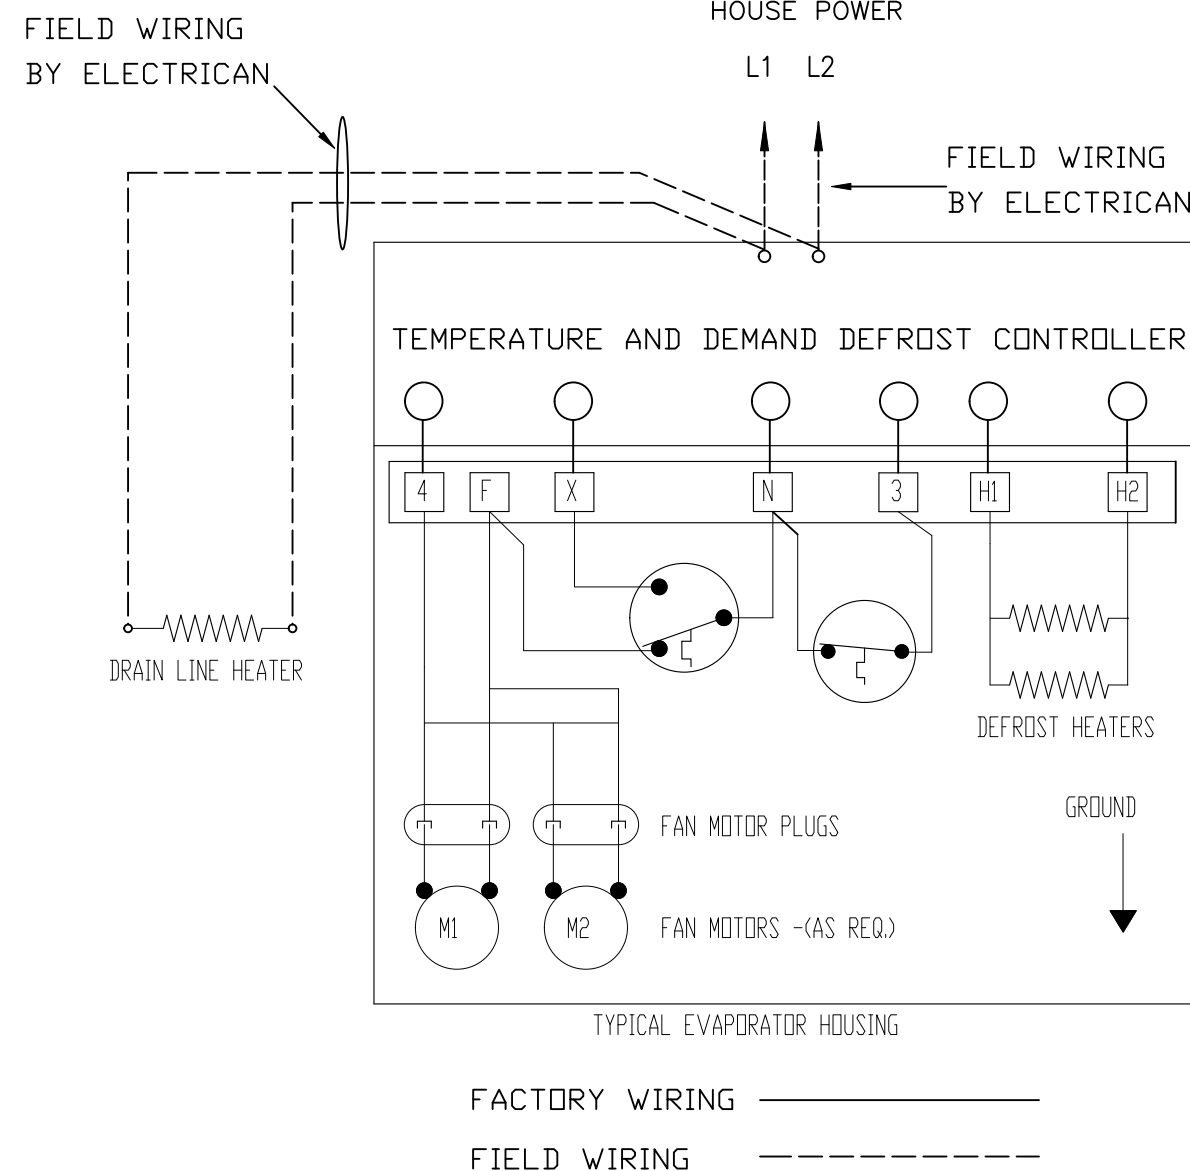 HOUSE POWER
FIELD WIRING
BY ELECTRICAN
L1 L2
FIELD WIRING
BY ELECTRICAN
TEMPERATURE AND DEMAND DEFROST CONTROLLER
4 F X N 3 H1 H2
DRAIN LINE HEATER
DEFROST HEATERS
GROUND
FAN MOTOR PLUGS
M1 M2 FAN MOTORS -(AS REQ.)
TYPICAL EVAPORATOR HOUSING
FACTORY WIRING
FIELD WIRING